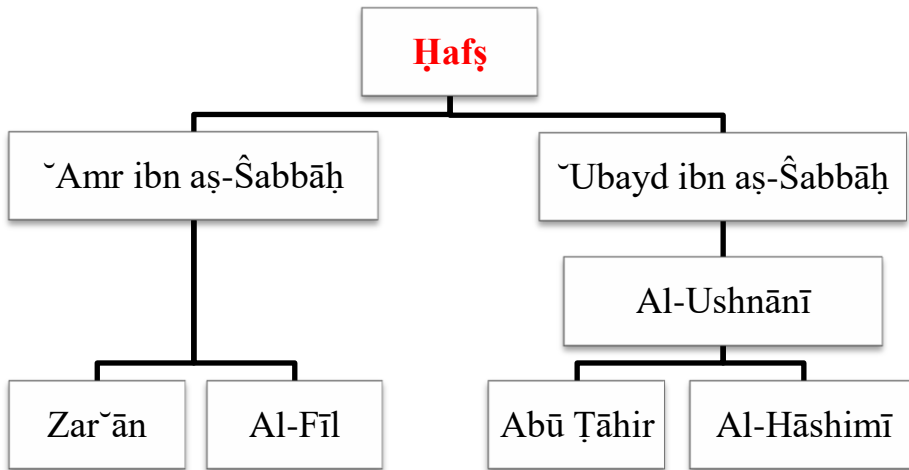 Ḥafṣ
˘Amr ibn aṣ-Ŝabbāḥ
˘Ubayd ibn aṣ-Ŝabbāḥ
Al-Ushnānī
Zar˘ān
Al-Fīl
Abū Ṭāhir
Al-Hāshimī